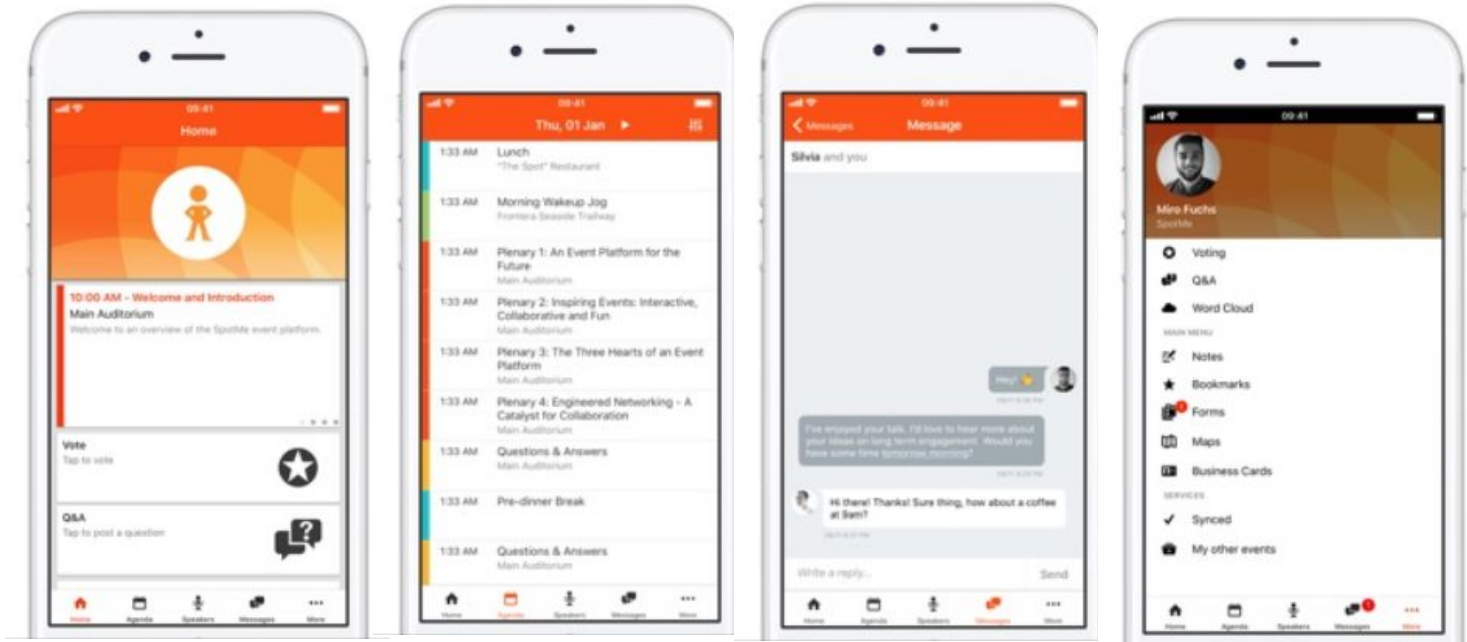 09:41
Home
10:00 AM - Welcome and Introduction
Main Auditorium
Welcome to an overview of the SpotMe event platform.
Vote
Tap to vote
Q&A
Tap to post a question
Home
Agenda
Speakers
Messages
More
09:41
Thu, 01 Jan
1:33 AM Lunch
"The Spot" Restaurant
1:33 AM Morning Wakeup Jog
Frontera Seaside Trailway
1:33 AM Plenary 1: An Event Platform for the
Future
Main Auditorium
1:33 AM Plenary 2: Inspiring Events: Interactive,
Collaborative and Fun
Main Auditorium
1:33 AM Plenary 3: The Three Hearts of an Event
Platform
Main Auditorium
1:33 AM Plenary 4: Engineered Networking - A
Catalyst for Collaboration
Main Auditorium
1:33 AM Questions & Answers
Main Auditorium
1:33 AM Pre-dinner Break
1:33 AM Questions & Answers
Main Auditorium
Home
Agenda
Speakers
Messages
More
09:41
Messages
Message
Silvia and you
Hey!
I've enjoyed your talk. I'd love to hear more about
your ideas on long term engagement. Would you
have some time tomorrow morning?
Hi there! Thanks! Sure thing, how about a coffee
at 9am?
Write a reply...
Send
Home
Agenda
Speakers
Messages
More
09:41
Miro Fuchs
SpotMe
Voting
Q&A
Word Cloud
MAIN MENU
Notes
Bookmarks
Forms
Maps
Business Cards
SERVICES
Synced
My other events
Home
Agenda
Speakers
Messages
More